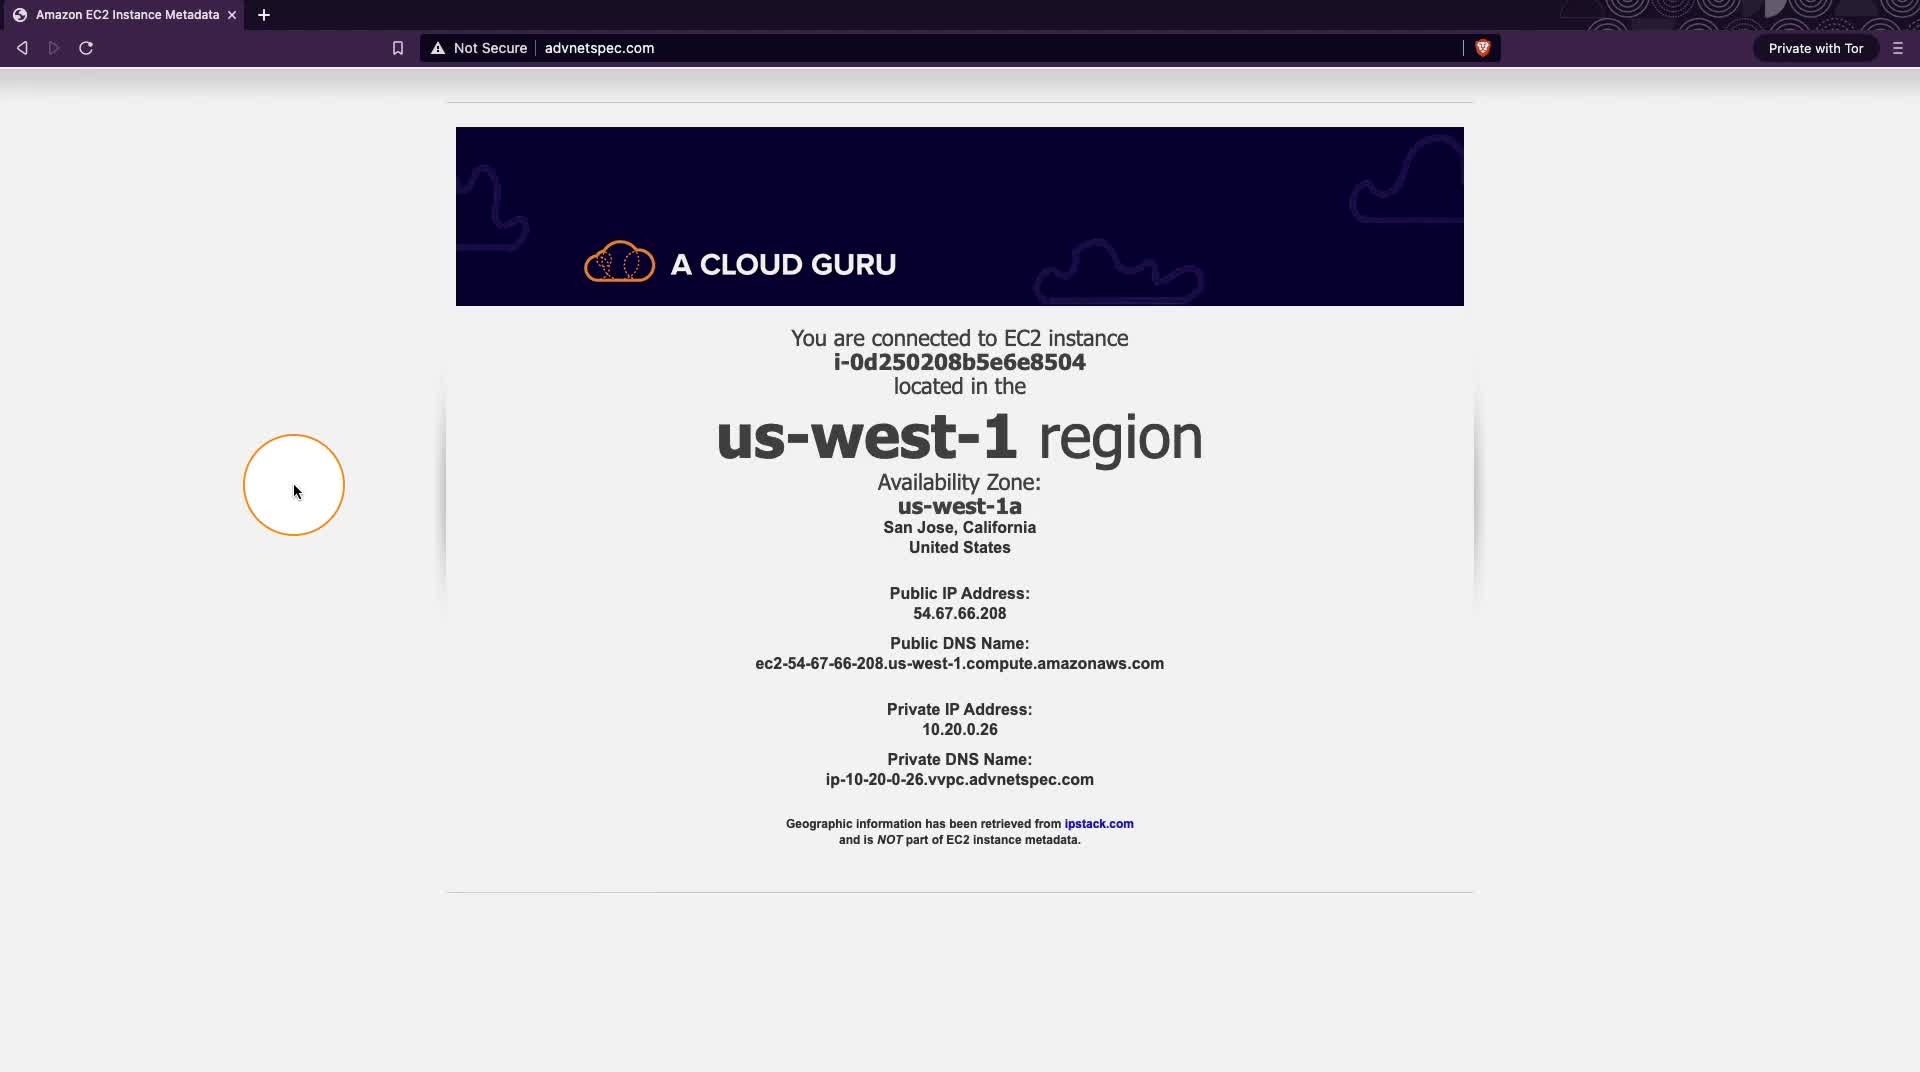 Amazon EC2 Instance Metadata
Not Secure
advnetspec.com
Private with Tor
A CLOUD GURU
You are connected to EC2 instance
i-0d250208b5e6e8504
located in the
us-west-1 region
Availability Zone:
us-west-1a
San Jose, California
United States
Public IP Address:
54.67.66.208
Public DNS Name:
ec2-54-67-66-208.us-west-1.compute.amazonaws.com
Private IP Address:
10.20.0.26
Private DNS Name:
ip-10-20-0-26.vvpc.advnetspec.com
Geographic information has been retrieved from ipstack.com
and is NOT part of EC2 instance metadata.